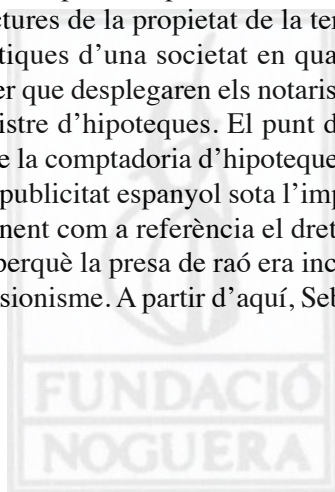 ctures de la propietat de la ter
tiques d’una societat en qua
er que desplegaren els notaris
istre d’hipoteques. El punt d
e la comptadoria d’hipoteque
publicitat espanyol sota l’imp
nent com a referència el dret
perquè la presa de raó era inc
sionisme. A partir d’aquí, Seb
FUNDACIÓ
NOGUERA